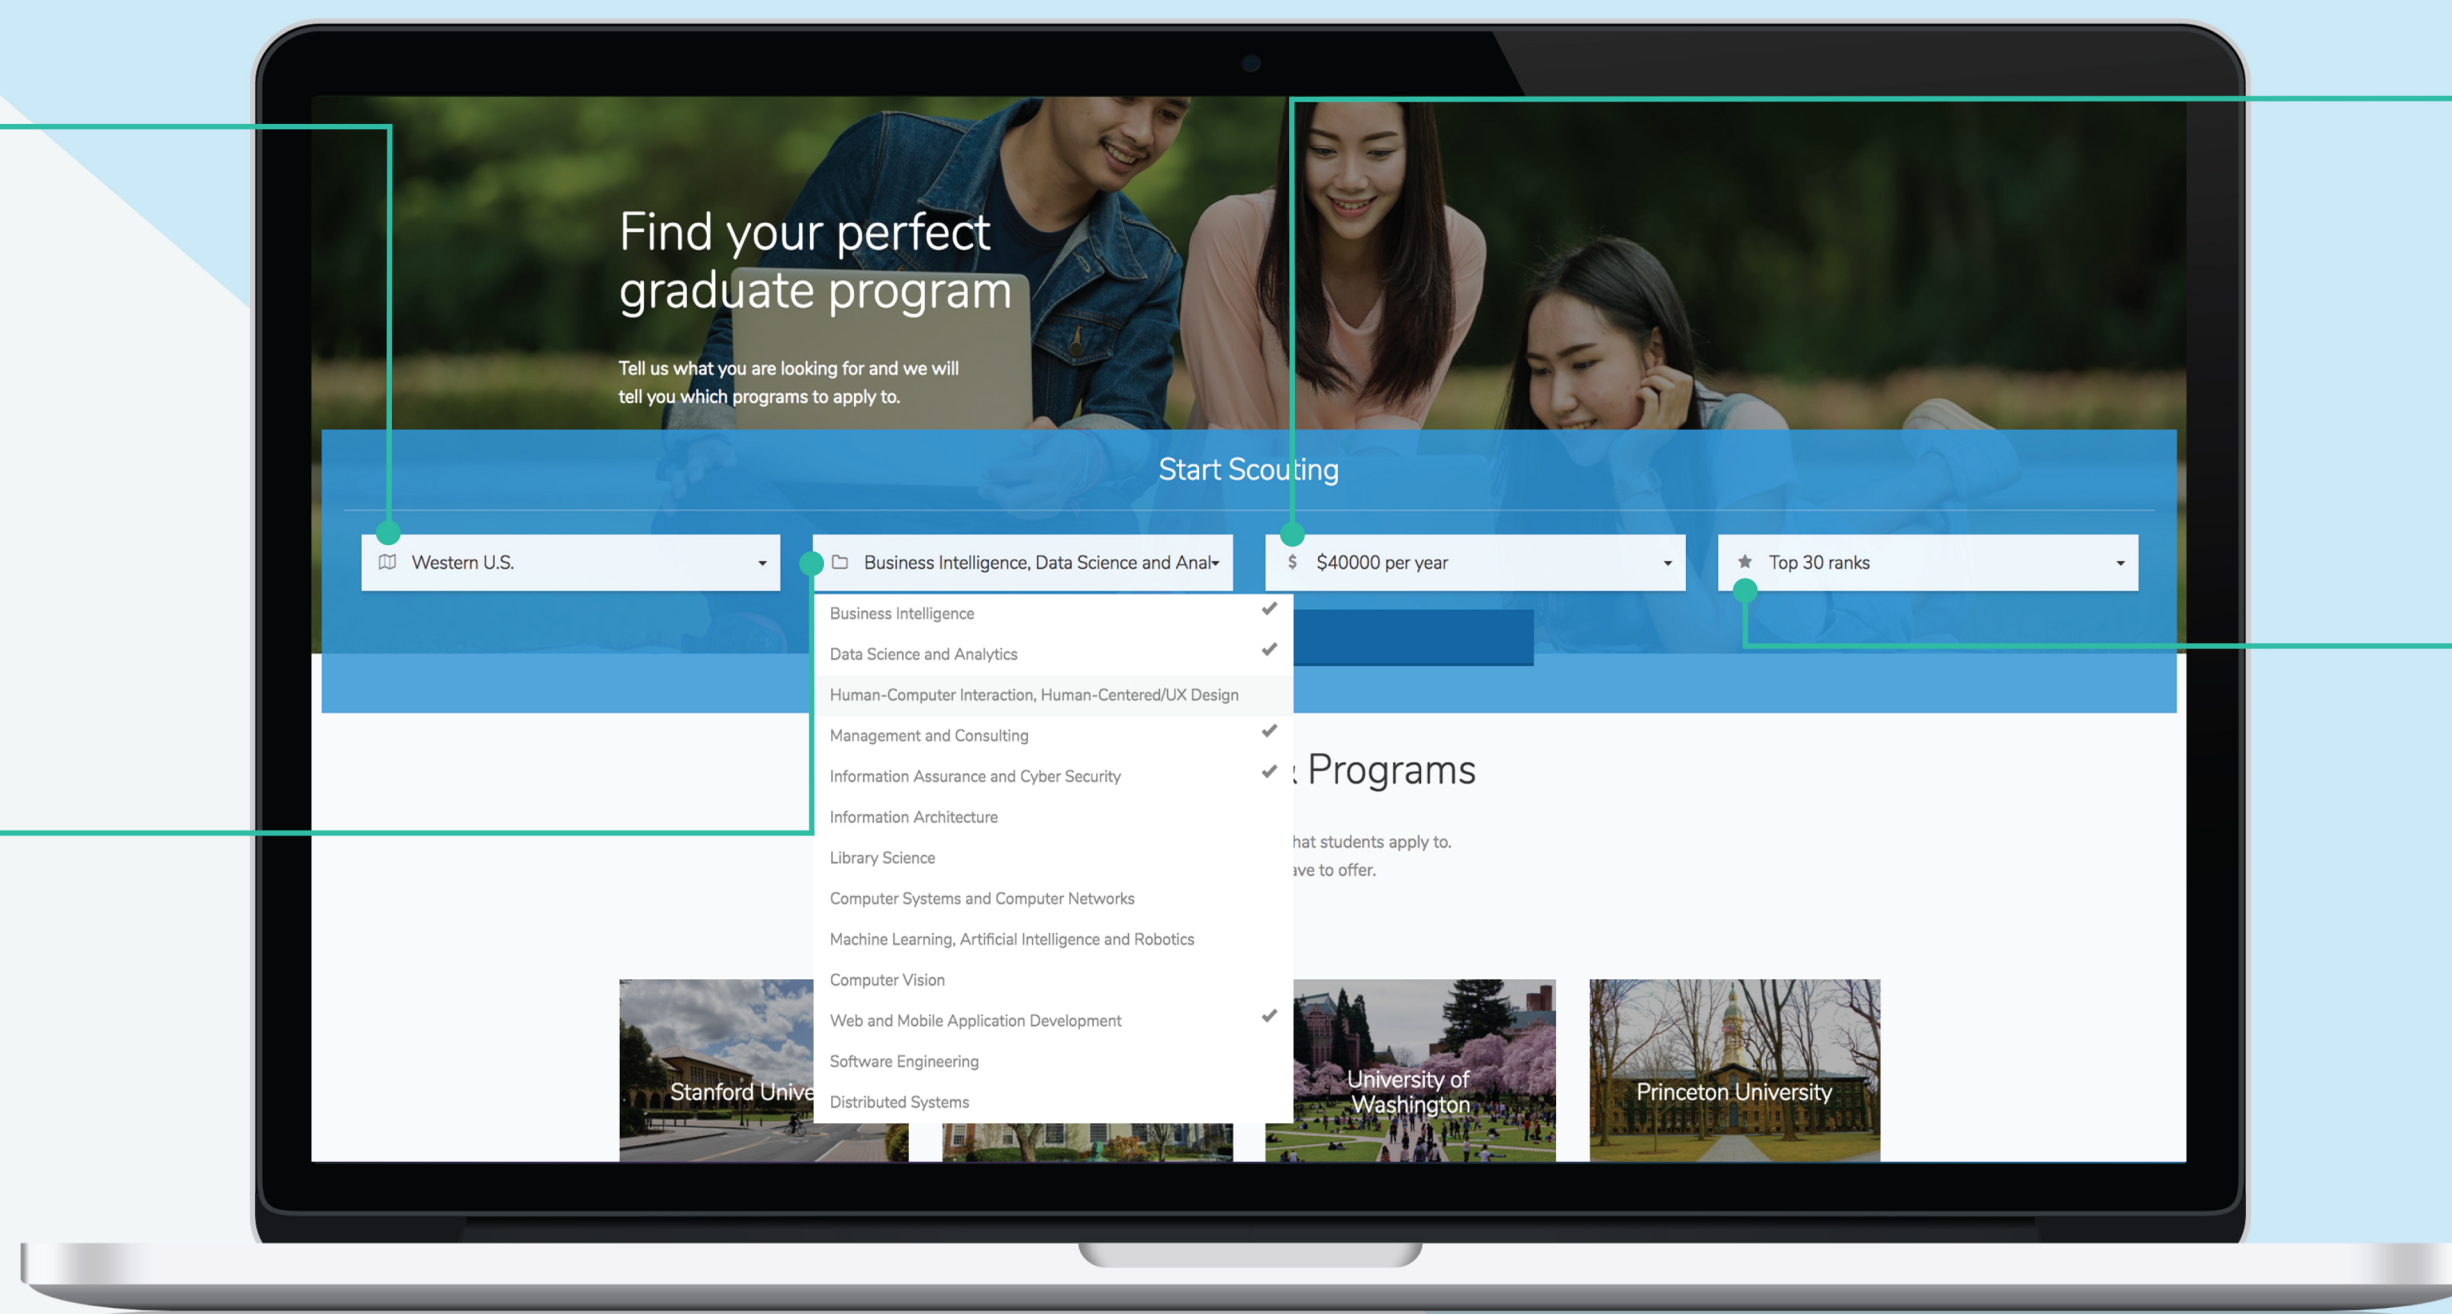 Find your perfect
graduate program
Tell us what you are looking for and we will
tell you which programs to apply to.
Start Scouting
Western U.S.
Business Intelligence, Data Science and Anal
$ $40000 per year
Top 30 ranks
Business Intelligence
Data Science and Analytics
Human-Computer Interaction, Human-Centered/UX Design
Management and Consulting
Information Assurance and Cyber Security
Information Architecture
Library Science
Computer Systems and Computer Networks
Machine Learning, Artificial Intelligence and Robotics
Computer Vision
Web and Mobile Application Development
Software Engineering
Distributed Systems
Programs
hat students apply to.
ave to offer.
Stanford Unive
University of
Washington
Princeton University